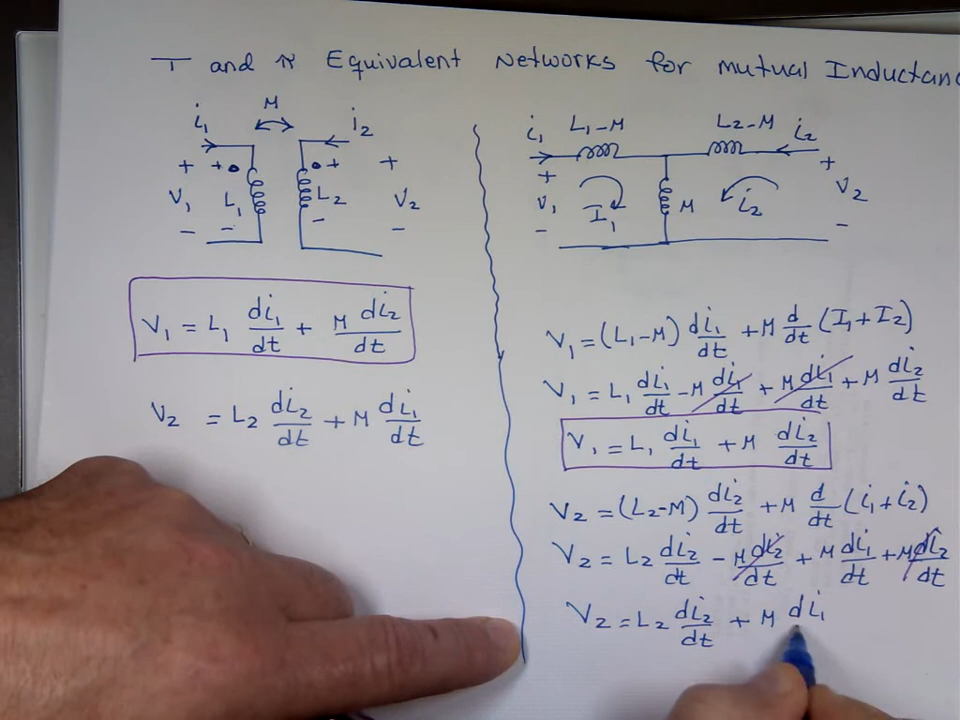 T and π Equivalent Networks for mutual Inductanc
M
i₁ i₂
+ + • • + +
V₁ L₁ L₂ V₂
− − − −
V₁ = L₁ di₁/dt + M di₂/dt
V₂ = L₂ di₂/dt + M di₁/dt
i₁ L₁-M L₂-M i₂
+ +
V₁ I₁ M i₂ V₂
− −
V₁ = (L₁-M) di₁/dt + M d/dt (I₁+I₂)
V₁ = L₁ di₁/dt - M di₁/dt + M di₁/dt + M di₂/dt
V₁ = L₁ di₁/dt + M di₂/dt
V₂ = (L₂-M) di₂/dt + M d/dt (i₁+i₂)
V₂ = L₂ di₂/dt - M di₂/dt + M di₁/dt + M di₂/dt
V₂ = L₂ di₂/dt + M di₁